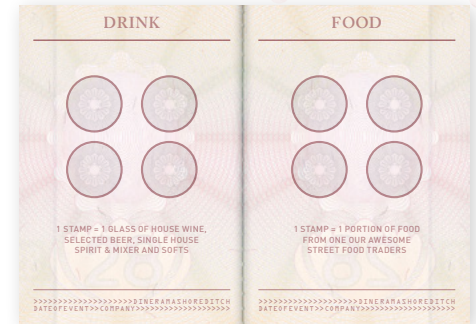 DRINK
1 STAMP = 1 GLASS OF HOUSE WINE,
SELECTED BEER, SINGLE HOUSE
SPIRIT & MIXER AND SOFTS
>>>>>>>>>>>>>>>>>>>>DINERAMASHOREDITCH
DATEOFEVENT>>COMPANY>>>>>>>>>>>>>>>>>>>
FOOD
1 STAMP = 1 PORTION OF FOOD
FROM ONE OUR AWESOME
STREET FOOD TRADERS
>>>>>>>>>>>>>>>>>>>>DINERAMASHOREDITCH
DATEOFEVENT>>COMPANY>>>>>>>>>>>>>>>>>>>